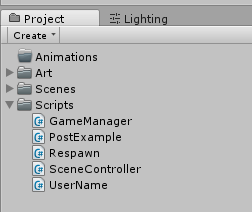 Project Lighting
Create
Animations
Art
Scenes
Scripts
GameManager
PostExample
Respawn
SceneController
UserName